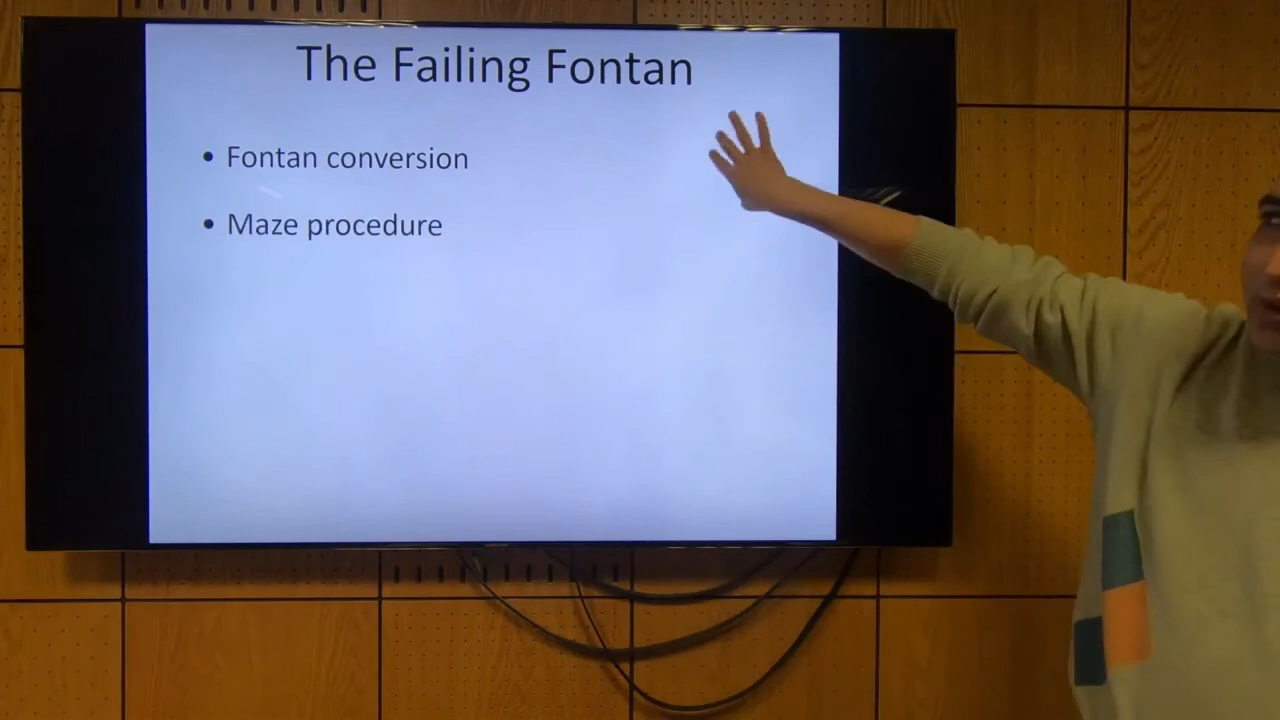 The Failing Fontan
• Fontan conversion
• Maze procedure